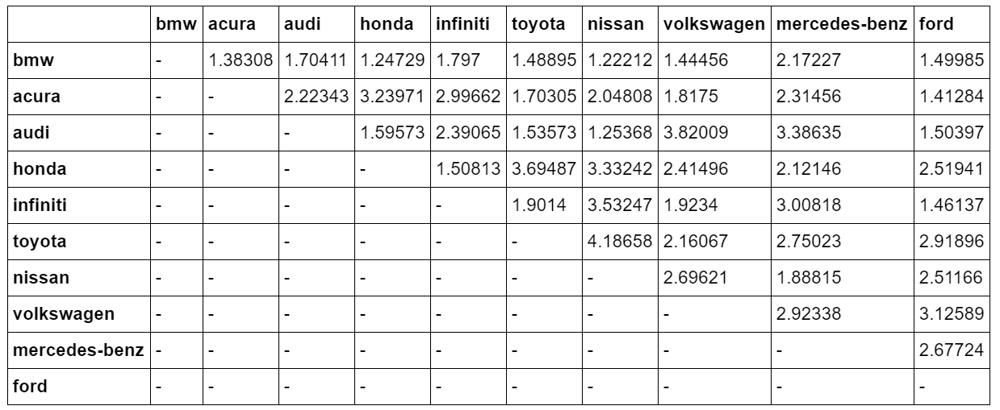 bmw acura audi honda infiniti toyota nissan volkswagen mercedes-benz ford
bmw - 1.38308 1.70411 1.24729 1.797 1.48895 1.22212 1.44456 2.17227 1.49985
acura - - 2.22343 3.23971 2.99662 1.70305 2.04808 1.8175 2.31456 1.41284
audi - - - 1.59573 2.39065 1.53573 1.25368 3.82009 3.38635 1.50397
honda - - - - 1.50813 3.69487 3.33242 2.41496 2.12146 2.51941
infiniti - - - - - 1.9014 3.53247 1.9234 3.00818 1.46137
toyota - - - - - - 4.18658 2.16067 2.75023 2.91896
nissan - - - - - - - 2.69621 1.88815 2.51166
volkswagen - - - - - - - - 2.92338 3.12589
mercedes-benz - - - - - - - - - 2.67724
ford - - - - - - - - - -